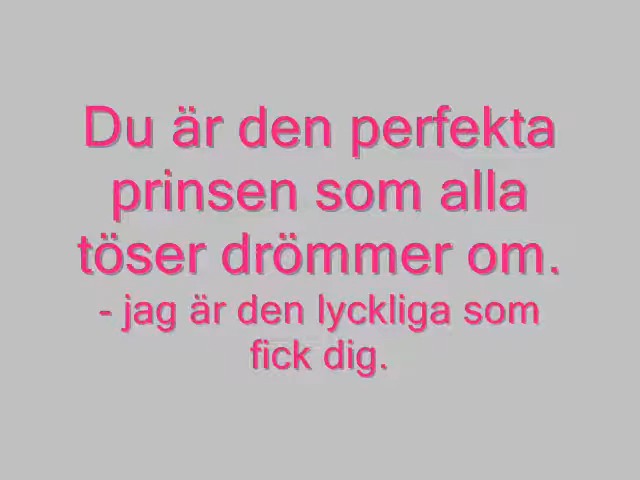 Du är den perfekta
prinsen som alla
töser drömmer om.
- jag är den lyckliga som
fick dig.